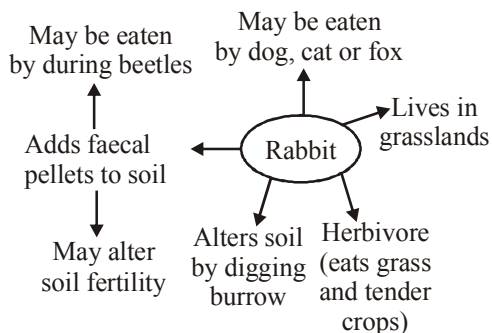 May be eaten
by during beetles
May be eaten
by dog, cat or fox
Lives in
grasslands
Rabbit
Adds faecal
pellets to soil
May alter
soil fertility
Alters soil
by digging
burrow
Herbivore
(eats grass
and tender
crops)